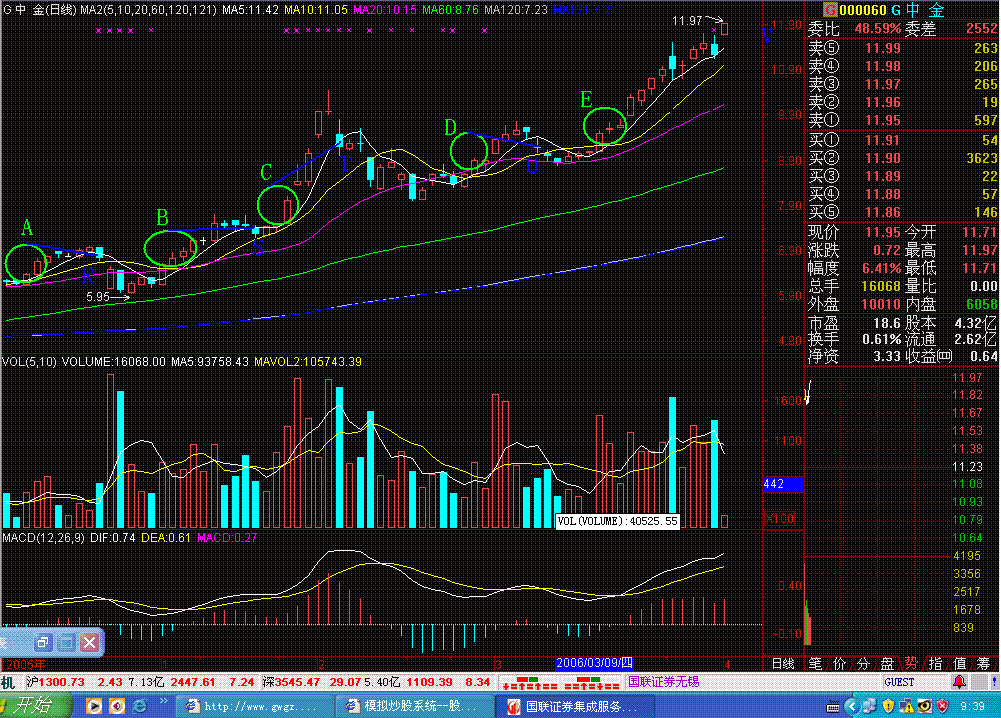 G 中 金(日线) MA2(5,10,20,60,120,121) MA5:11.42 MA10:11.05 MA20:10.15 MA60:8.76 MA120:7.23
G 000060 G 中 金
委比 48.59% 委差 2552
卖⑤ 11.99 263
卖④ 11.98 206
卖③ 11.97 265
卖② 11.96 19
卖① 11.95 597
买① 11.91 54
买② 11.90 3623
买③ 11.89 22
买④ 11.88 57
买⑤ 11.86 146
现价 11.95 今开 11.71
涨跌 0.72 最高 11.97
幅度 6.41% 最低 11.71
总手 16068 量比 0.00
外盘 10010 内盘 6058
市盈 18.6 股本 4.32亿
换手 0.61% 流通 2.62亿
净资 3.33 收益㈣ 0.64
11.97
A
B
C
D
E
R
S
T
U
V
5.95
11.90
10.90
9.90
8.90
7.90
6.90
5.90
4.90
VOL(5,10) VOLUME:16068.00 MA5:93758.43 MAVOL2:105743.39
1600
1100
442
X100
VOL(VOLUME):40525.55
MACD(12,26,9) DIF:0.74 DEA:0.61 MACD:0.27
0.40
-0.10
11.97
11.82
11.67
11.53
11.38
11.23
11.08
10.93
10.79
10.64
4195
3356
2517
1678
839
2005年
1
2
3
2006/03/09/四
4
日线
笔 价 分 盘 势 指 值 筹
机 沪1300.73 2.43 7.13亿 2447.61 7.24 深3545.47 29.07 5.40亿 1109.39 8.34
国联证券无锡
GUEST
开始
http://www.gwgz....
模拟炒股系统--股...
国联证券集成服务...
9:39